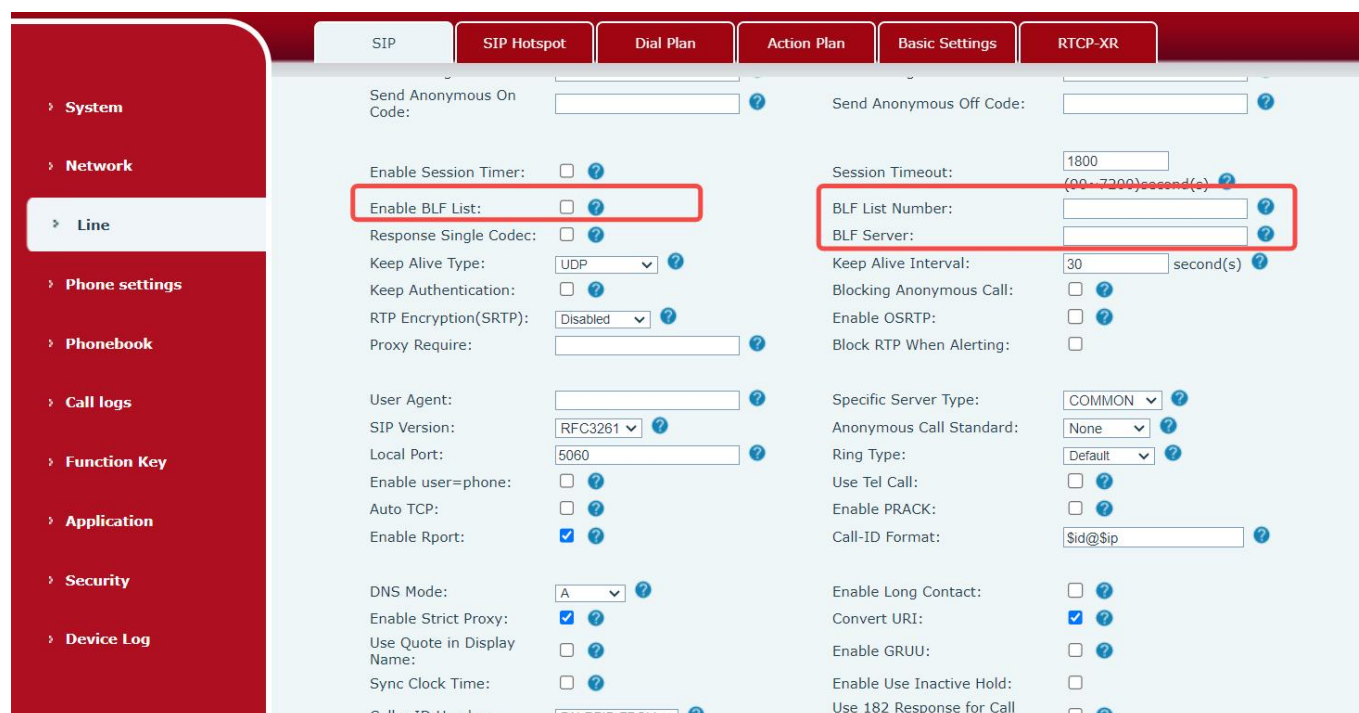 SIP
SIP Hotspot
Dial Plan
Action Plan
Basic Settings
RTCP-XR
System
Network
Line
Phone settings
Phonebook
Call logs
Function Key
Application
Security
Device Log
Send Anonymous On
Code:
Send Anonymous Off Code:
Enable Session Timer:
Session Timeout: 1800
second(s)
Enable BLF List:
BLF List Number:
Response Single Codec:
BLF Server:
Keep Alive Type: UDP
Keep Alive Interval: 30 second(s)
Keep Authentication:
Blocking Anonymous Call:
RTP Encryption(SRTP): Disabled
Enable OSRTP:
Proxy Require:
Block RTP When Alerting:
User Agent:
Specific Server Type: COMMON
SIP Version: RFC3261
Anonymous Call Standard: None
Local Port: 5060
Ring Type: Default
Enable user=phone:
Use Tel Call:
Auto TCP:
Enable PRACK:
Enable Rport:
Call-ID Format: $id@$ip
DNS Mode: A
Enable Long Contact:
Enable Strict Proxy:
Convert URI:
Use Quote in Display
Name:
Enable GRUU:
Sync Clock Time:
Enable Use Inactive Hold:
Use 182 Response for Call